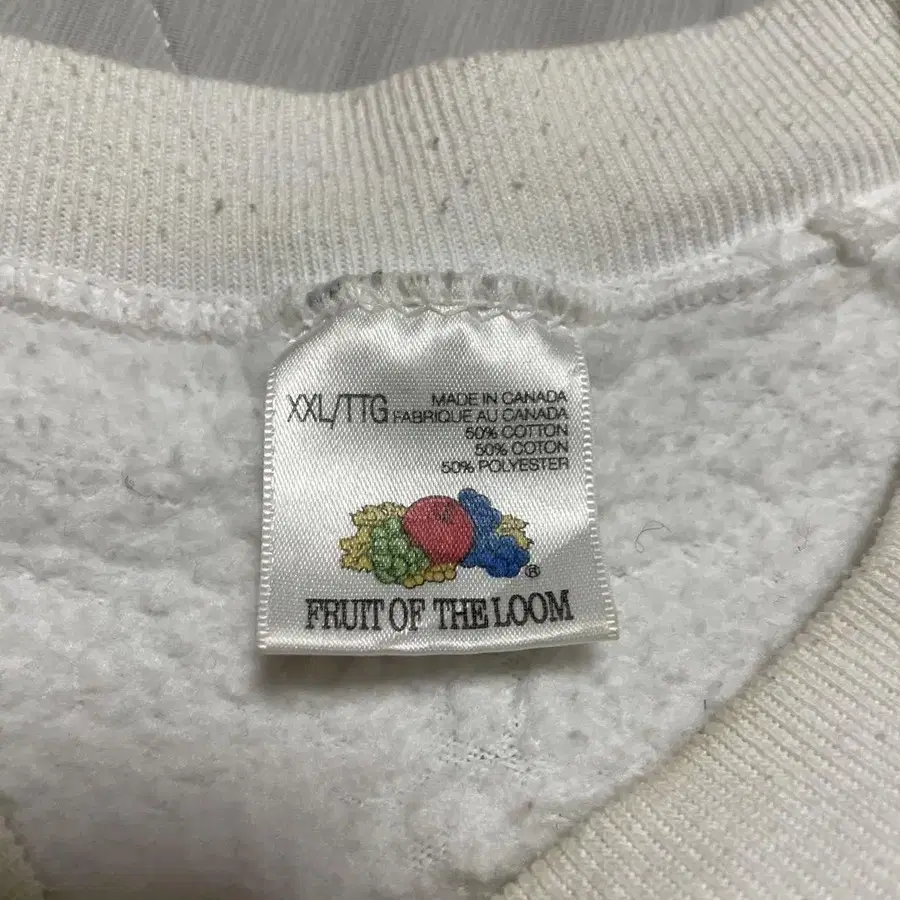 XXL/TTG
MADE IN CANADA
FABRIQUE AU CANADA
50% COTTON
50% COTON
50% POLYESTER
®
FRUIT OF THE LOOM